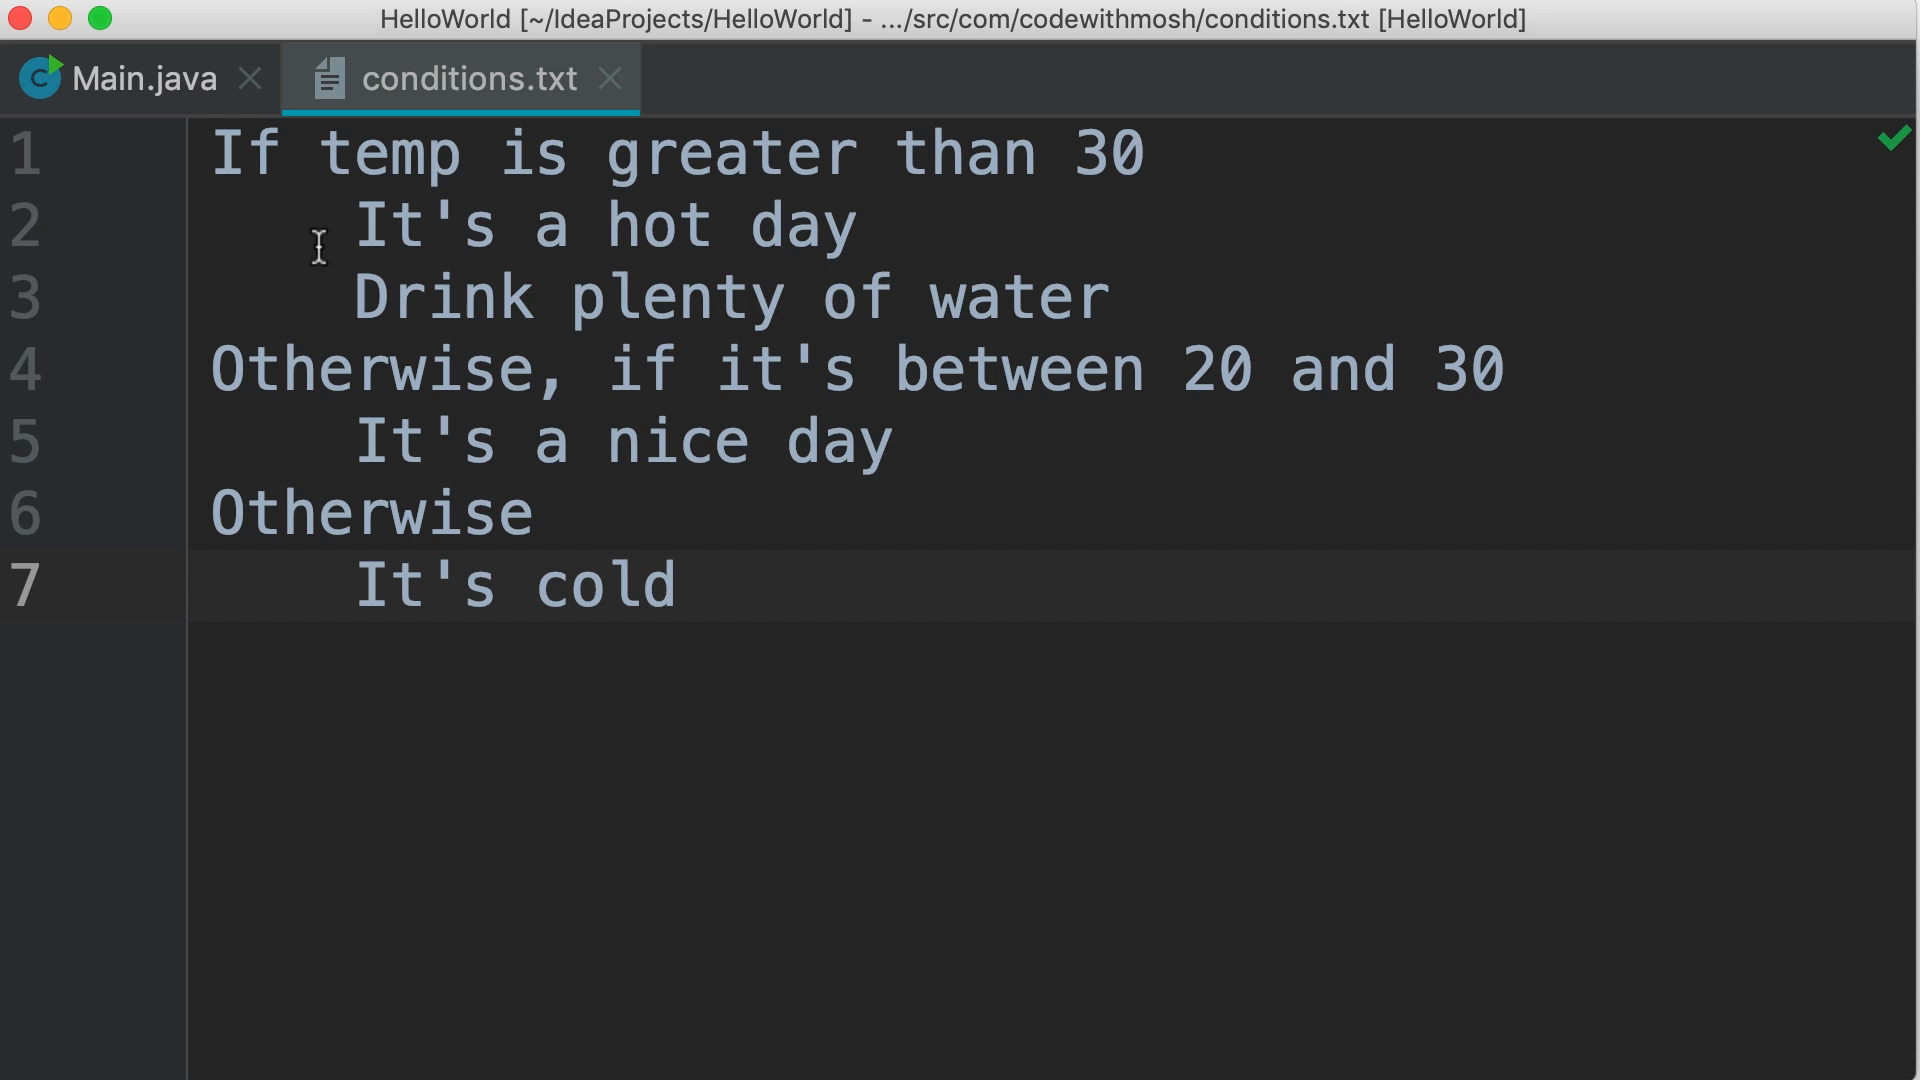 HelloWorld [~/IdeaProjects/HelloWorld] - .../src/com/codewithmosh/conditions.txt [HelloWorld]
C Main.java conditions.txt
1 If temp is greater than 30
2 It's a hot day
3 Drink plenty of water
4 Otherwise, if it's between 20 and 30
5 It's a nice day
6 Otherwise
7 It's cold